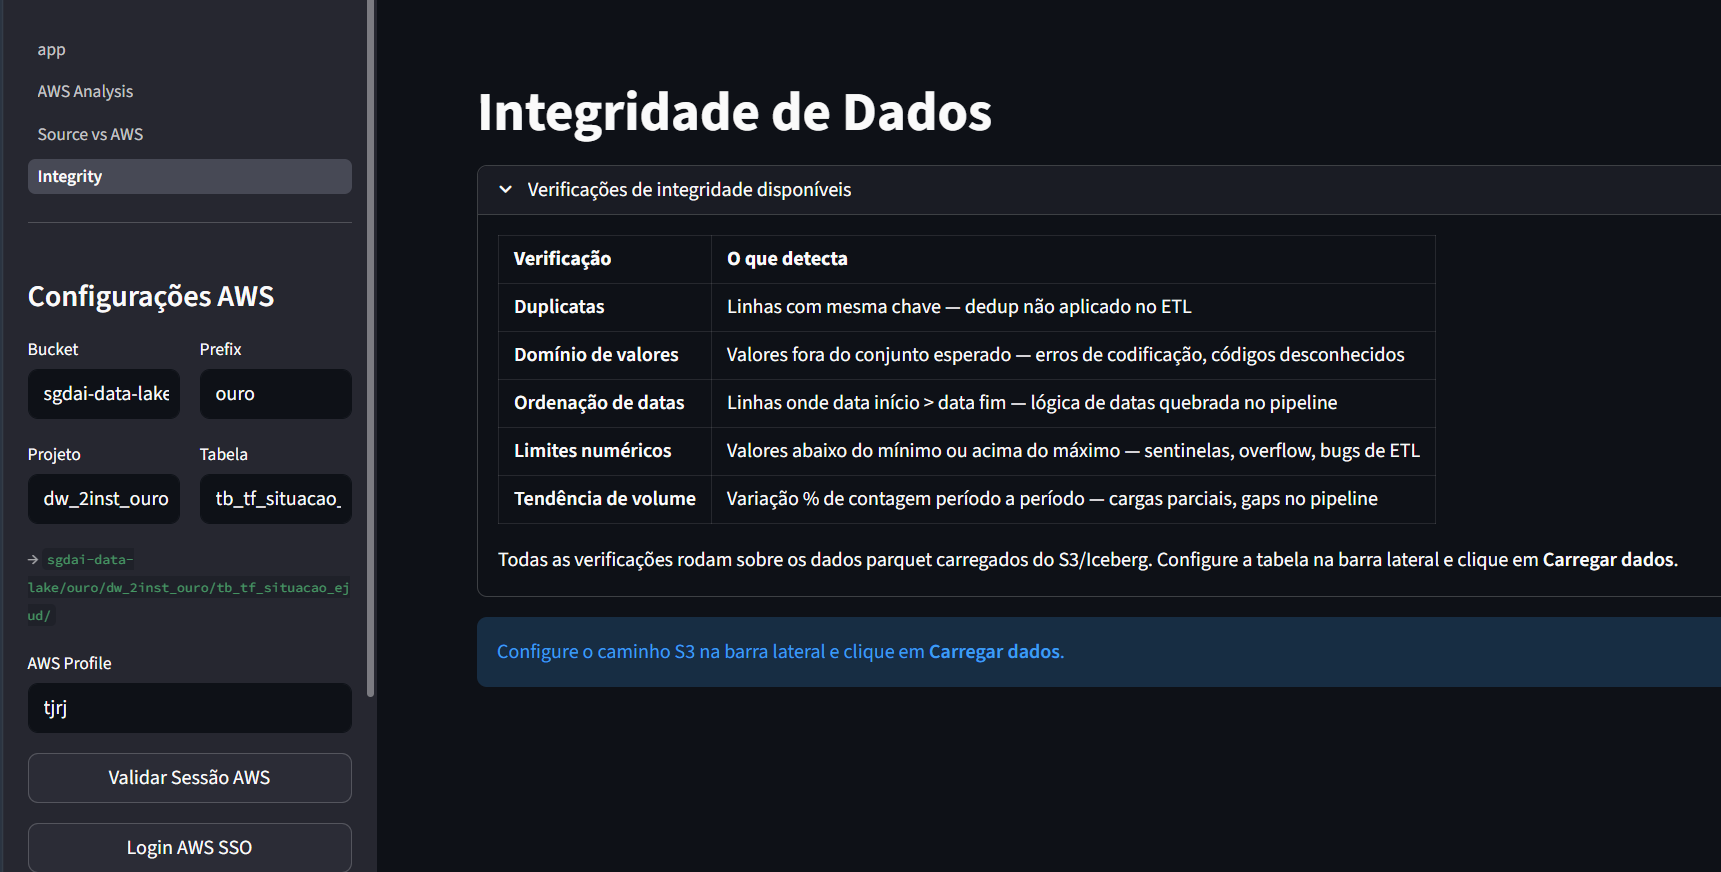 app
AWS Analysis
Source vs AWS
Integrity
Configurações AWS
Bucket
Prefix
sgdai-data-lake
ouro
Projeto
Tabela
dw_2inst_ouro
tb_tf_situacao_
→ sgdai-data-
lake/ouro/dw_2inst_ouro/tb_tf_situacao_ej
ud/
AWS Profile
tjrj
Validar Sessão AWS
Login AWS SSO
Integridade de Dados
Verificações de integridade disponíveis
Verificação
O que detecta
Duplicatas
Linhas com mesma chave — dedup não aplicado no ETL
Domínio de valores
Valores fora do conjunto esperado — erros de codificação, códigos desconhecidos
Ordenação de datas
Linhas onde data início > data fim — lógica de datas quebrada no pipeline
Limites numéricos
Valores abaixo do mínimo ou acima do máximo — sentinelas, overflow, bugs de ETL
Tendência de volume
Variação % de contagem período a período — cargas parciais, gaps no pipeline
Todas as verificações rodam sobre os dados parquet carregados do S3/Iceberg. Configure a tabela na barra lateral e clique em Carregar dados.
Configure o caminho S3 na barra lateral e clique em Carregar dados.